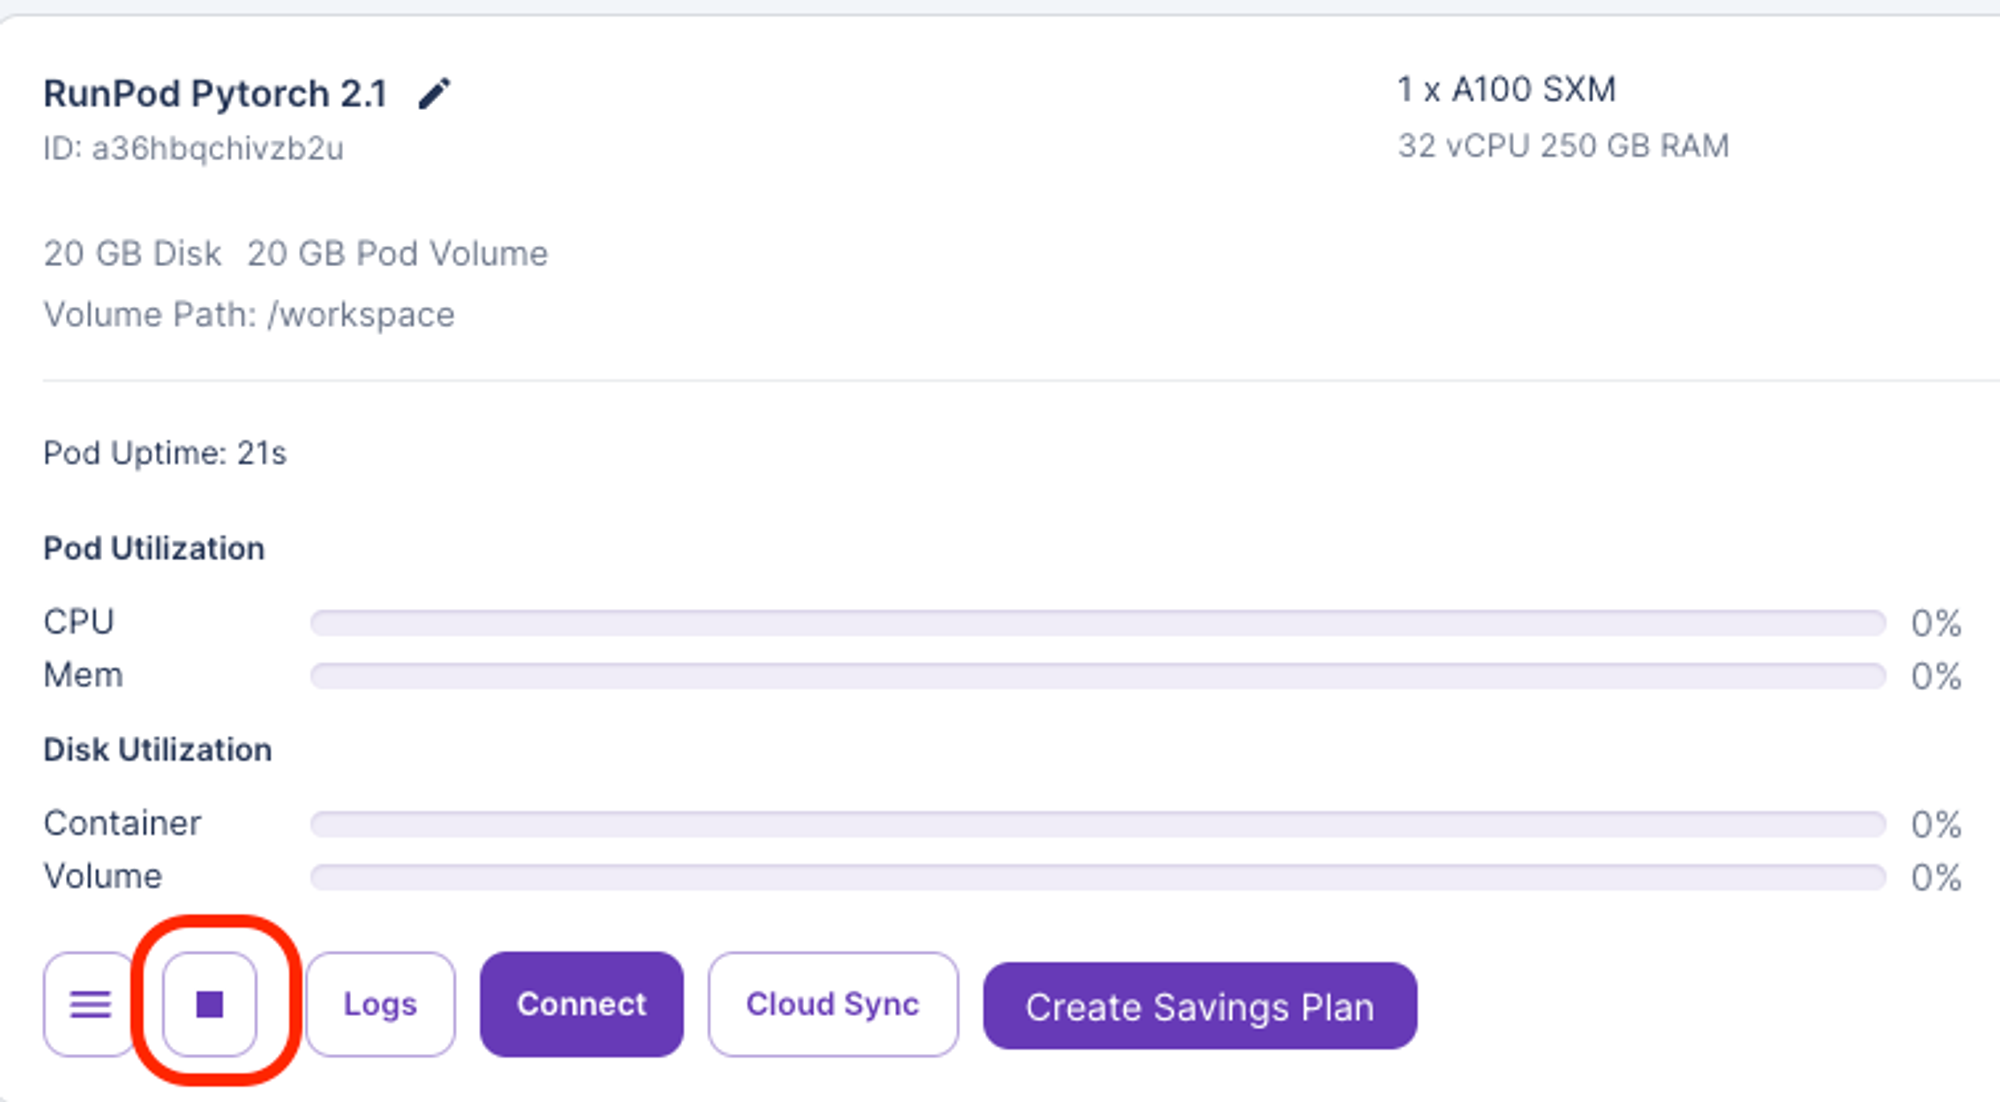 RunPod Pytorch 2.1
ID: a36hbqchivzb2u
1 x A100 SXM
32 vCPU 250 GB RAM
20 GB Disk 20 GB Pod Volume
Volume Path: /workspace
Pod Uptime: 21s
Pod Utilization
CPU 0%
Mem 0%
Disk Utilization
Container 0%
Volume 0%
Logs Connect Cloud Sync Create Savings Plan